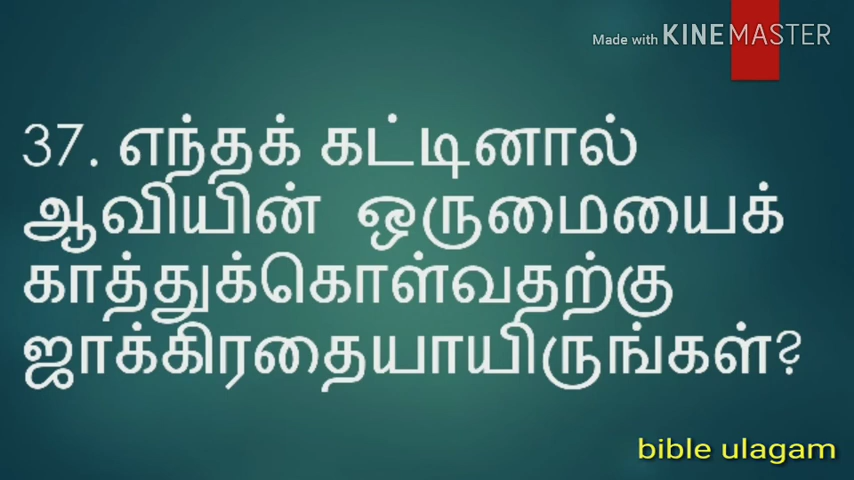 Made with KINEMASTER
37. எந்தக் கட்டினால்
ஆவியின் ஒருமையைக்
காத்துக்கொள்வதற்கு
ஜாக்கிரதையாயிருங்கள்?
bible ulagam